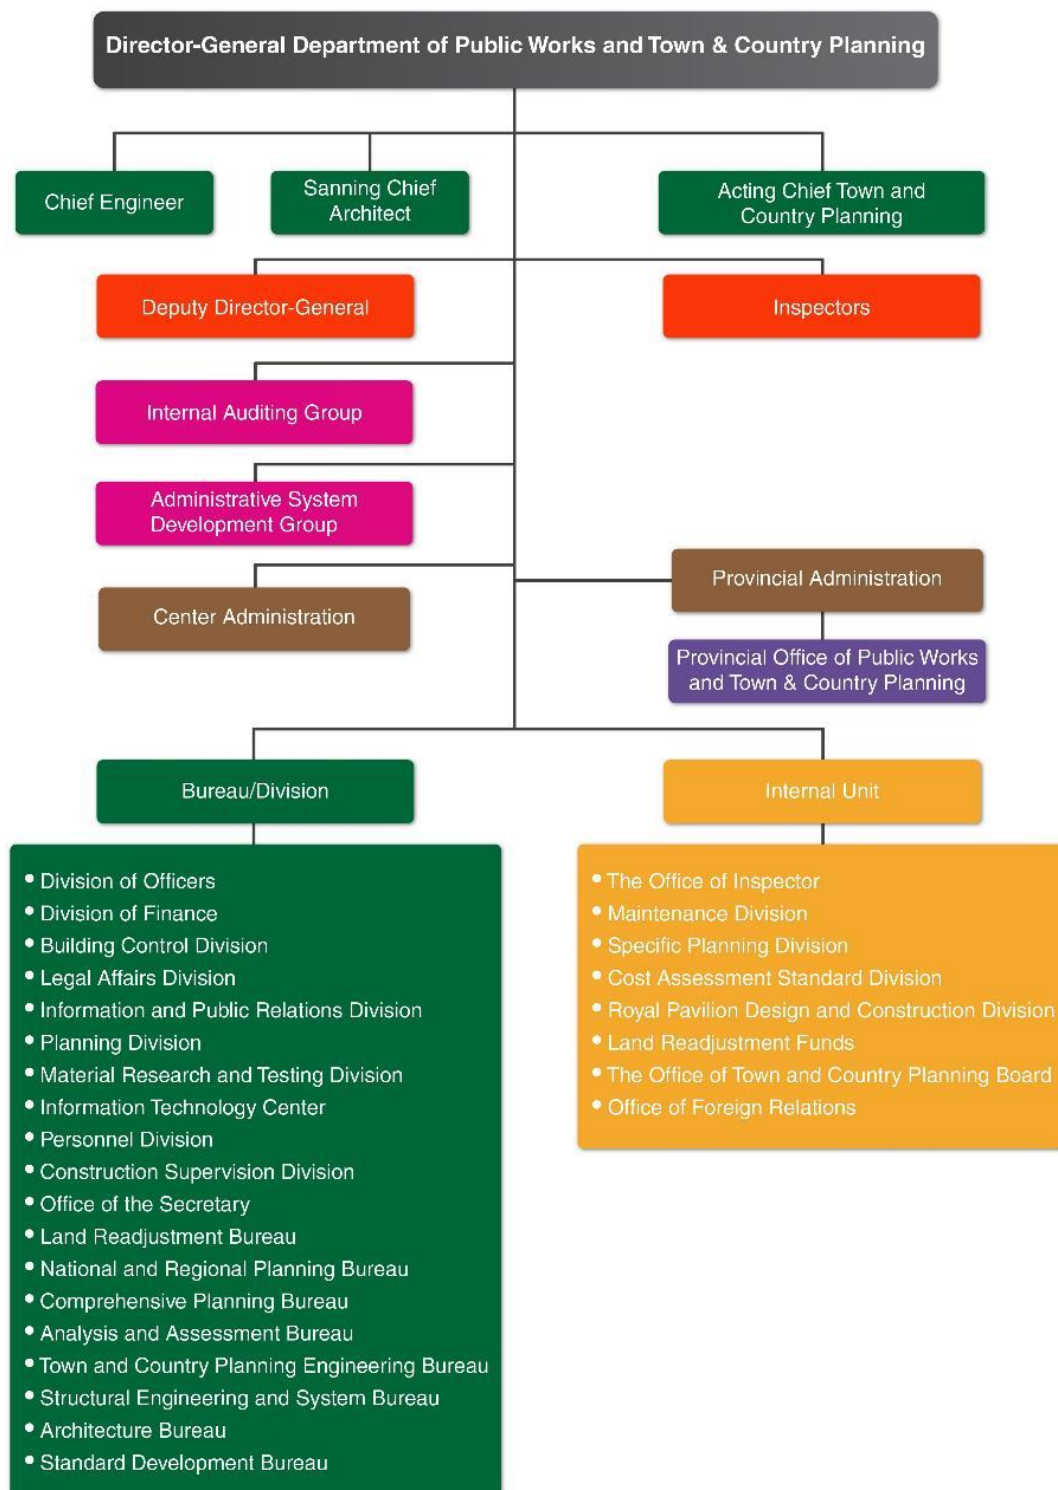 Director-General Department of Public Works and Town & Country Planning
Chief Engineer
Sanning Chief
Architect
Acting Chief Town and
Country Planning
Deputy Director-General
Inspectors
Internal Auditing Group
Administrative System
Development Group
Center Administration
Provincial Administration
Provincial Office of Public Works
and Town & Country Planning
Bureau/Division
Internal Unit
• Division of Officers
• Division of Finance
• Building Control Division
• Legal Affairs Division
• Information and Public Relations Division
• Planning Division
• Material Research and Testing Division
• Information Technology Center
• Personnel Division
• Construction Supervision Division
• Office of the Secretary
• Land Readjustment Bureau
• National and Regional Planning Bureau
• Comprehensive Planning Bureau
• Analysis and Assessment Bureau
• Town and Country Planning Engineering Bureau
• Structural Engineering and System Bureau
• Architecture Bureau
• Standard Development Bureau
• The Office of Inspector
• Maintenance Division
• Specific Planning Division
• Cost Assessment Standard Division
• Royal Pavilion Design and Construction Division
• Land Readjustment Funds
• The Office of Town and Country Planning Board
• Office of Foreign Relations